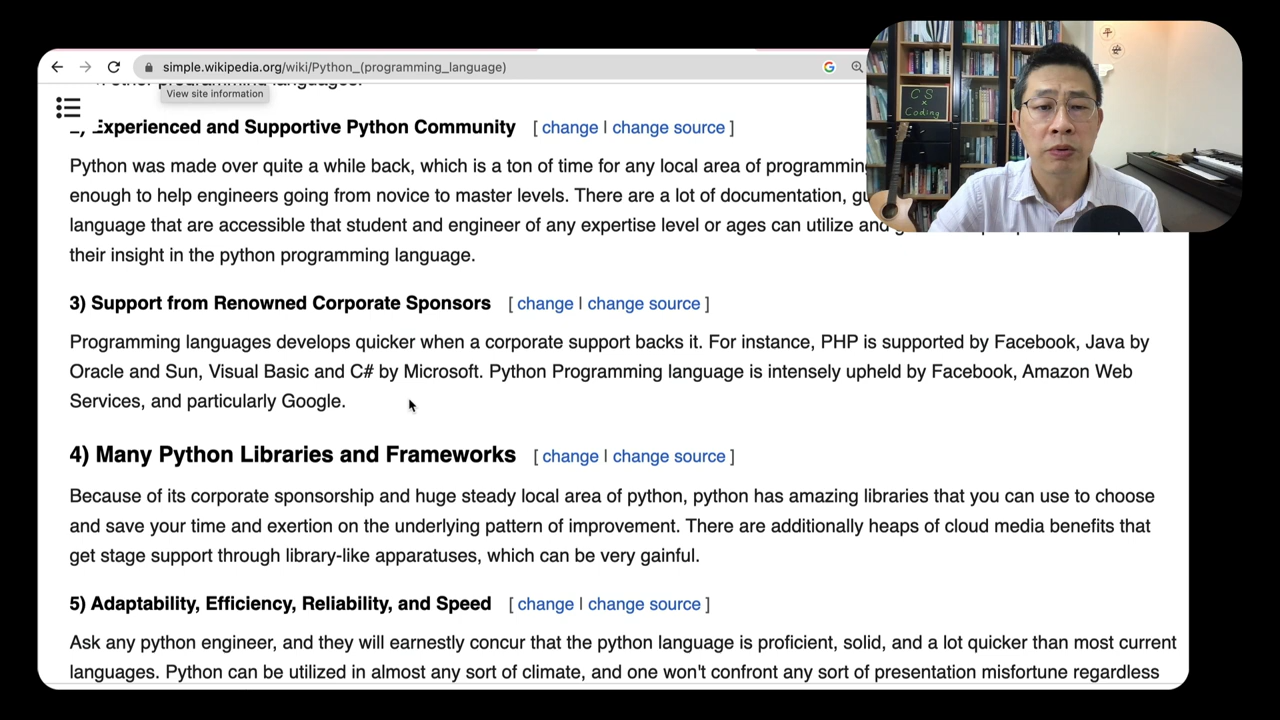 simple.wikipedia.org/wiki/Python_(programming_language)
programming languages.
View site information
Experienced and Supportive Python Community [ change | change source ]
Python was made over quite a while back, which is a ton of time for any local area of programming
enough to help engineers going from novice to master levels. There are a lot of documentation,
language that are accessible that student and engineer of any expertise level or ages can utilize and
their insight in the python programming language.
3) Support from Renowned Corporate Sponsors [ change | change source ]
Programming languages develops quicker when a corporate support backs it. For instance, PHP is supported by Facebook, Java by
Oracle and Sun, Visual Basic and C# by Microsoft. Python Programming language is intensely upheld by Facebook, Amazon Web
Services, and particularly Google.
4) Many Python Libraries and Frameworks [ change | change source ]
Because of its corporate sponsorship and huge steady local area of python, python has amazing libraries that you can use to choose
and save your time and exertion on the underlying pattern of improvement. There are additionally heaps of cloud media benefits that
get stage support through library-like apparatuses, which can be very gainful.
5) Adaptability, Efficiency, Reliability, and Speed [ change | change source ]
Ask any python engineer, and they will earnestly concur that the python language is proficient, solid, and a lot quicker than most current
languages. Python can be utilized in almost any sort of climate, and one won't confront any sort of presentation misfortune regardless
CS
x
Coding
平